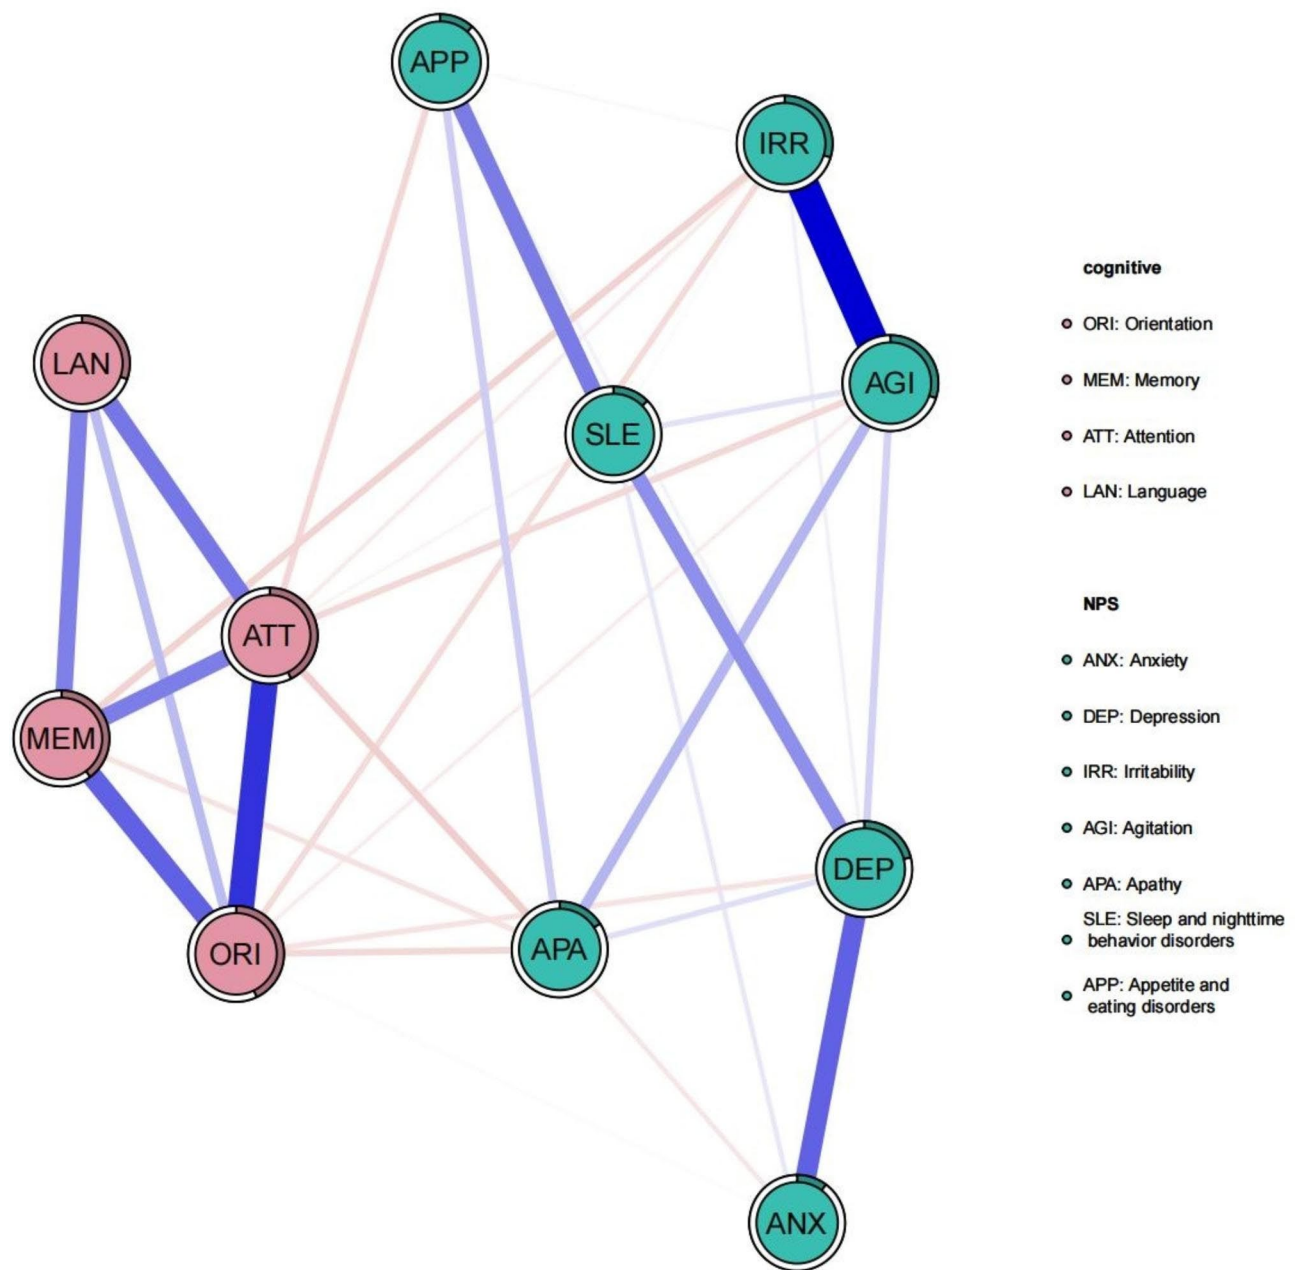 APP
IRR
LAN
AGI
SLE
ATT
MEM
DEP
ORI
APA
ANX
cognitive
ORI: Orientation
MEM: Memory
ATT: Attention
LAN: Language
NPS
ANX: Anxiety
DEP: Depression
IRR: Irritability
AGI: Agitation
APA: Apathy
SLE: Sleep and nighttime
behavior disorders
APP: Appetite and
eating disorders